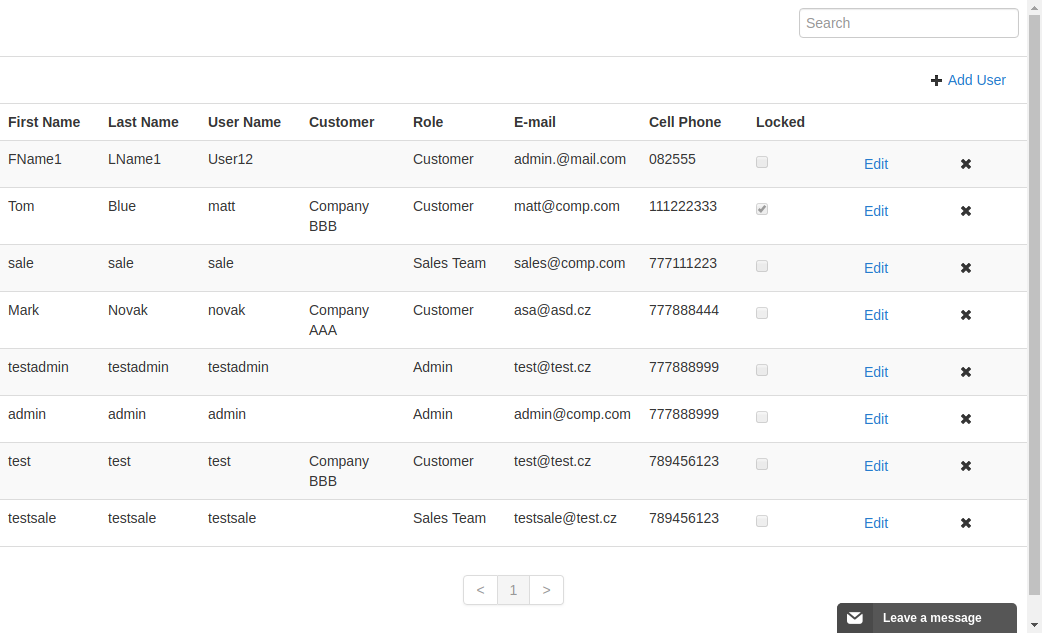 Search
Add User
First Name Last Name User Name Customer Role E-mail Cell Phone Locked
FName1 LName1 User12 Customer admin.@mail.com 082555 Edit
Tom Blue matt Company BBB Customer matt@comp.com 111222333 Edit
sale sale sale Sales Team sales@comp.com 777111223 Edit
Mark Novak novak Company AAA Customer asa@asd.cz 777888444 Edit
testadmin testadmin testadmin Admin test@test.cz 777888999 Edit
admin admin admin Admin admin@comp.com 777888999 Edit
test test test Company BBB Customer test@test.cz 789456123 Edit
testsale testsale testsale Sales Team testsale@test.cz 789456123 Edit
< 1 >
Leave a message